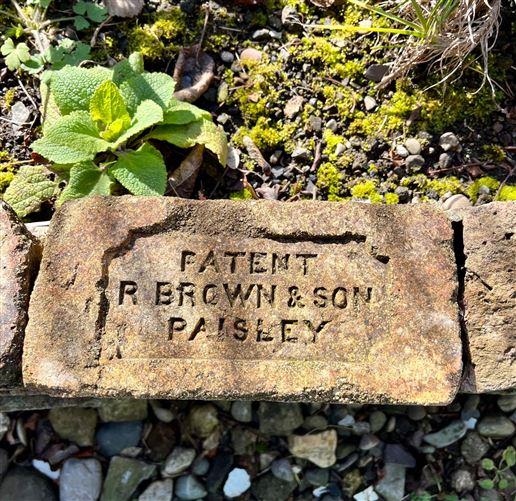 PATENT
R BROWN & SON
PAISLEY